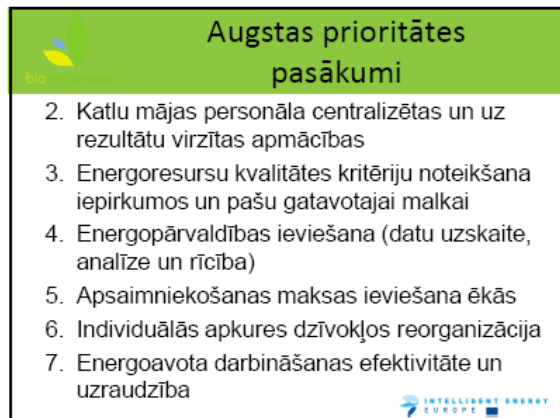 Augstas prioritātes
pasākumi
2. Katlu mājas personāla centralizētas un uz
rezultātu virzītas apmācības
3. Energoresursu kvalitātes kritēriju noteikšana
iepirkumos un pašu gatavotajai malkai
4. Energopārvaldības ieviešana (datu uzskaite,
analīze un rīcība)
5. Apsaimniekošanas maksas ieviešana ēkās
6. Individuālās apkures dzīvokļos reorganizācija
7. Energoavota darbināšanas efektivitāte un
uzraudzība
INTELLIGENT ENERGY
EUROPE